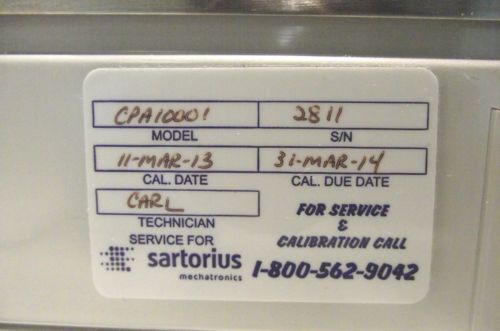 CPA10001 2811
MODEL S/N
11-MAR-13 31-MAR-14
CAL. DATE CAL. DUE DATE
CARL
TECHNICIAN
FOR SERVICE
&
CALIBRATION CALL
SERVICE FOR
sartorius
mechatronics
1-800-562-9042